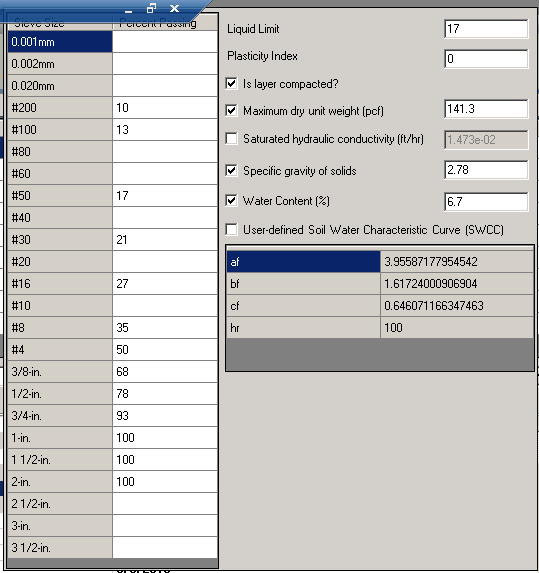 Sieve Size Percent Passing
0.001mm
0.002mm
0.020mm
#200 10
#100 13
#80
#60
#50 17
#40
#30 21
#20
#16 27
#10
#8 35
#4 50
3/8-in. 68
1/2-in. 78
3/4-in. 93
1-in. 100
1 1/2-in. 100
2-in. 100
2 1/2-in.
3-in.
3 1/2-in.
Liquid Limit 17
Plasticity Index 0
Is layer compacted?
Maximum dry unit weight (pcf) 141.3
Saturated hydraulic conductivity (ft/hr) 1.473e-02
Specific gravity of solids 2.78
Water Content (%) 6.7
User-defined Soil Water Characteristic Curve (SWCC)
af 3.95587177954542
bf 1.61724000906904
cf 0.646071166347463
hr 100